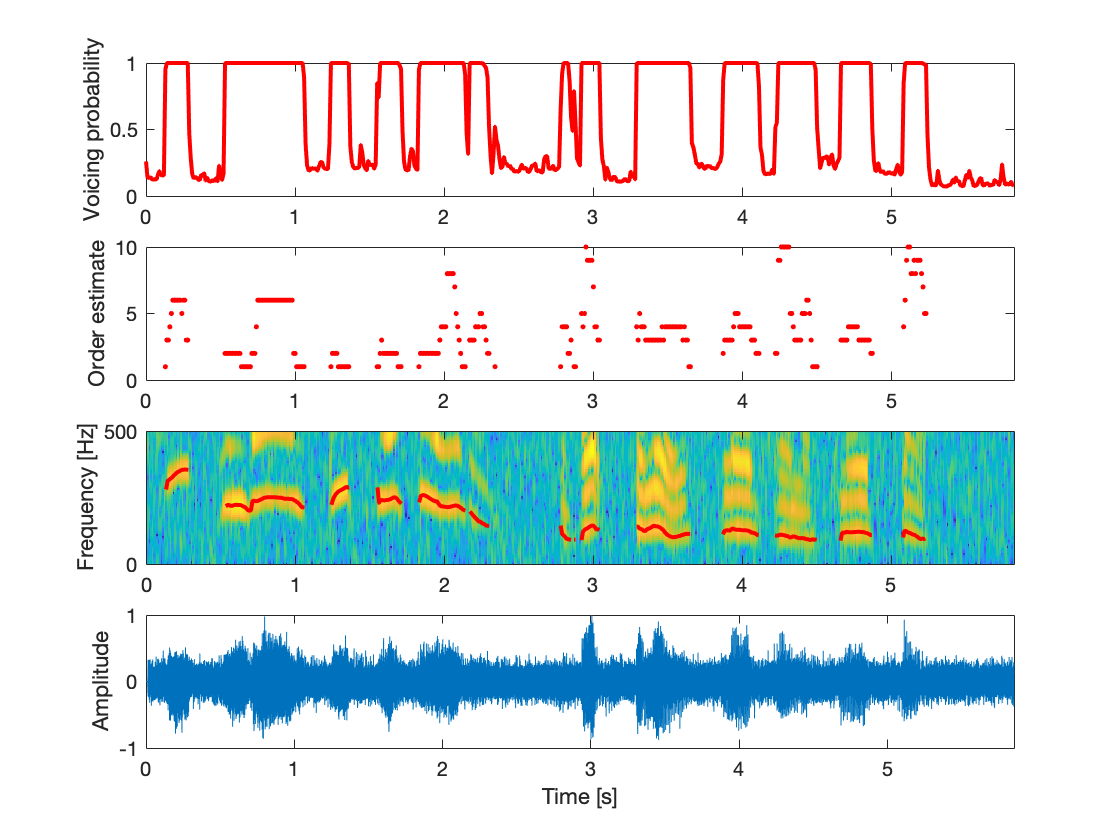 Voicing probability
1
0.5
0
0 1 2 3 4 5
Order estimate
10
5
0
0 1 2 3 4 5
Frequency [Hz]
500
0
0 1 2 3 4 5
Amplitude
1
0
-1
0 1 2 3 4 5
Time [s]